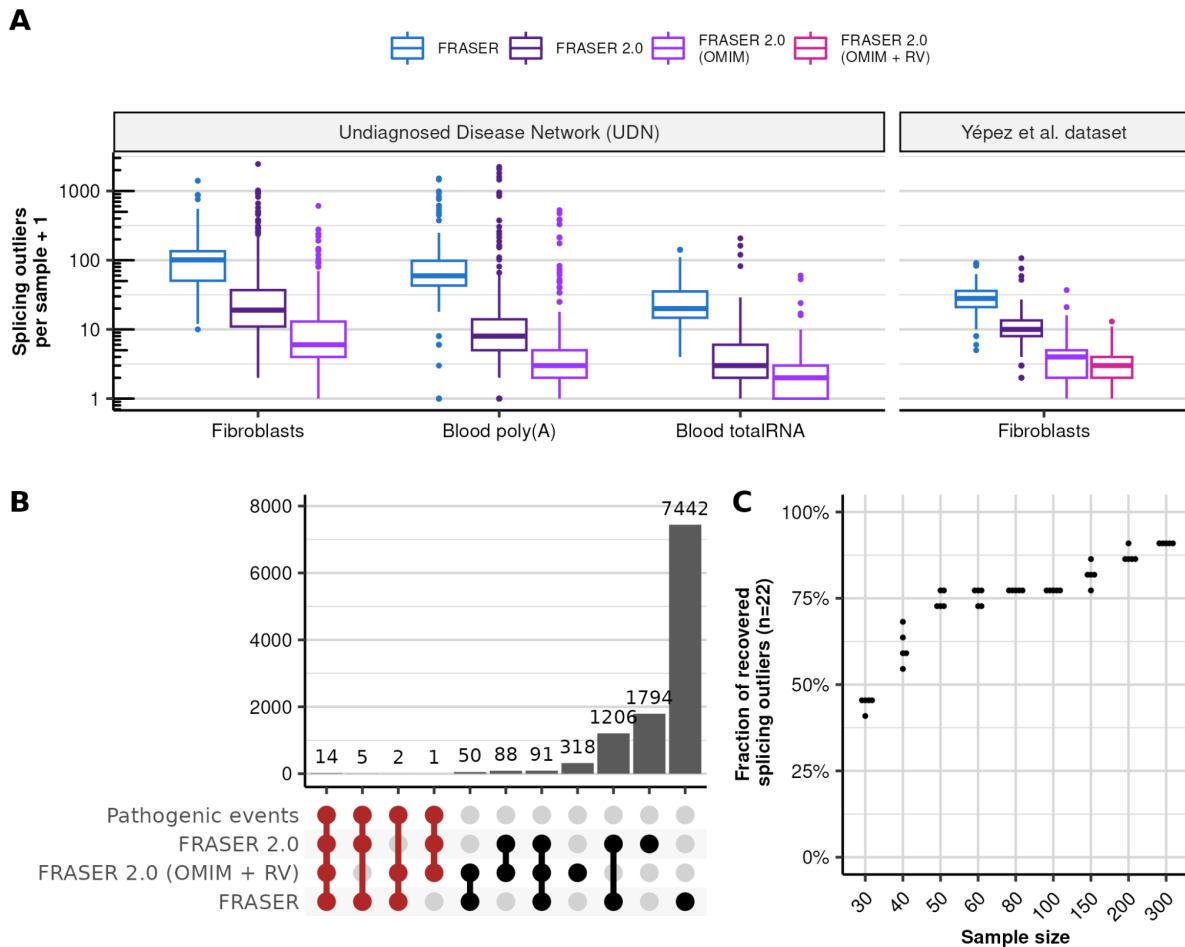 A
FRASER
FRASER 2.0
FRASER 2.0
(OMIM)
FRASER 2.0
(OMIM + RV)
Undiagnosed Disease Network (UDN)
Yépez et al. dataset
Splicing outliers
per sample + 1
1000
100
10
1
Fibroblasts
Blood poly(A)
Blood totalRNA
Fibroblasts
B
8000
6000
4000
2000
0
14
5
2
1
50
88
91
318
1206
1794
7442
Pathogenic events
FRASER 2.0
FRASER 2.0 (OMIM + RV)
FRASER
C
Fraction of recovered
splicing outliers (n=22)
100%
75%
50%
25%
0%
30
40
50
60
80
100
150
200
300
Sample size